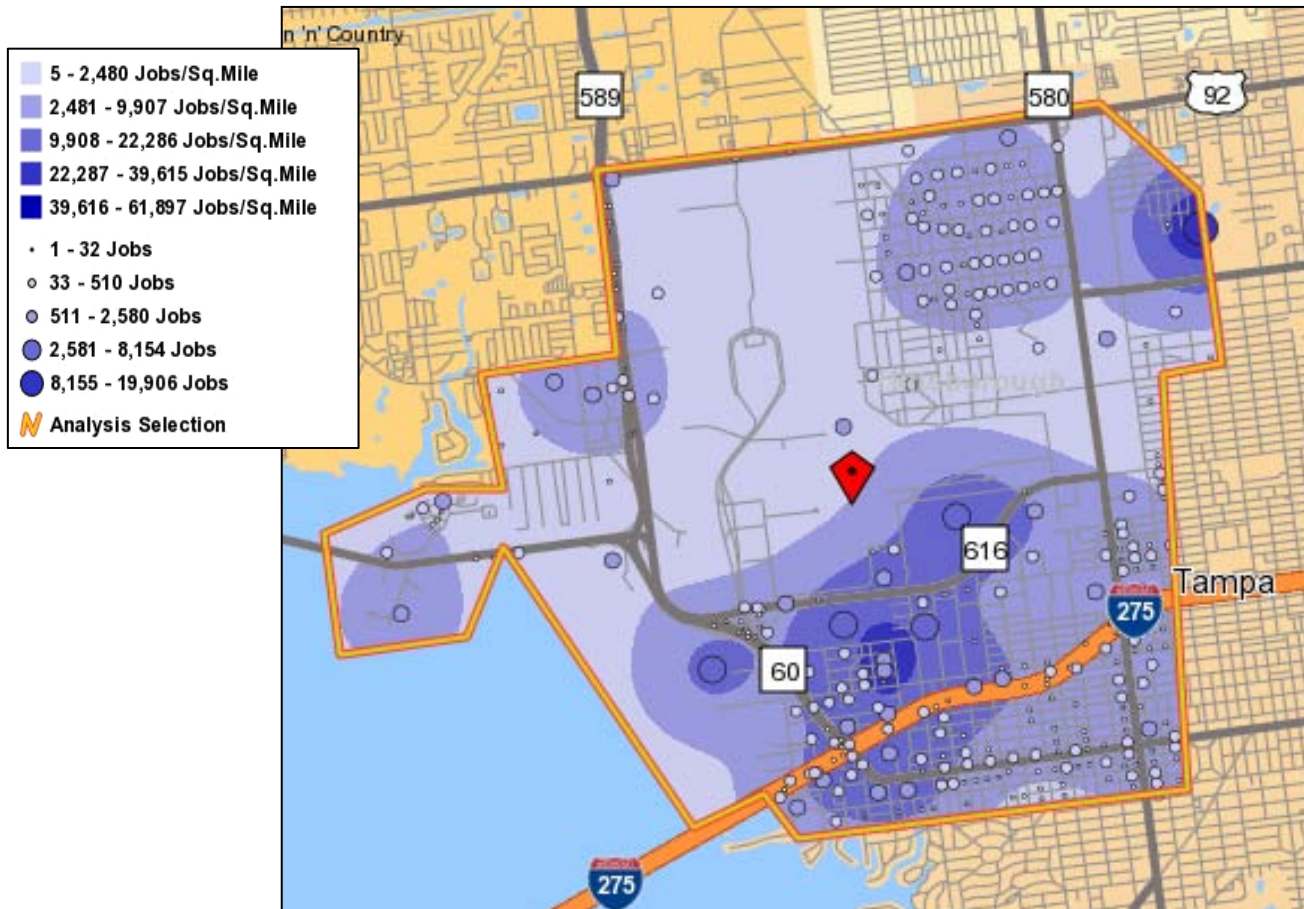 n 'n' Country
5 - 2,480 Jobs/Sq.Mile
2,481 - 9,907 Jobs/Sq.Mile
9,908 - 22,286 Jobs/Sq.Mile
22,287 - 39,615 Jobs/Sq.Mile
39,616 - 61,897 Jobs/Sq.Mile
1 - 32 Jobs
33 - 510 Jobs
511 - 2,580 Jobs
2,581 - 8,154 Jobs
8,155 - 19,906 Jobs
Analysis Selection
589
580
92
616
Tampa
275
60
275